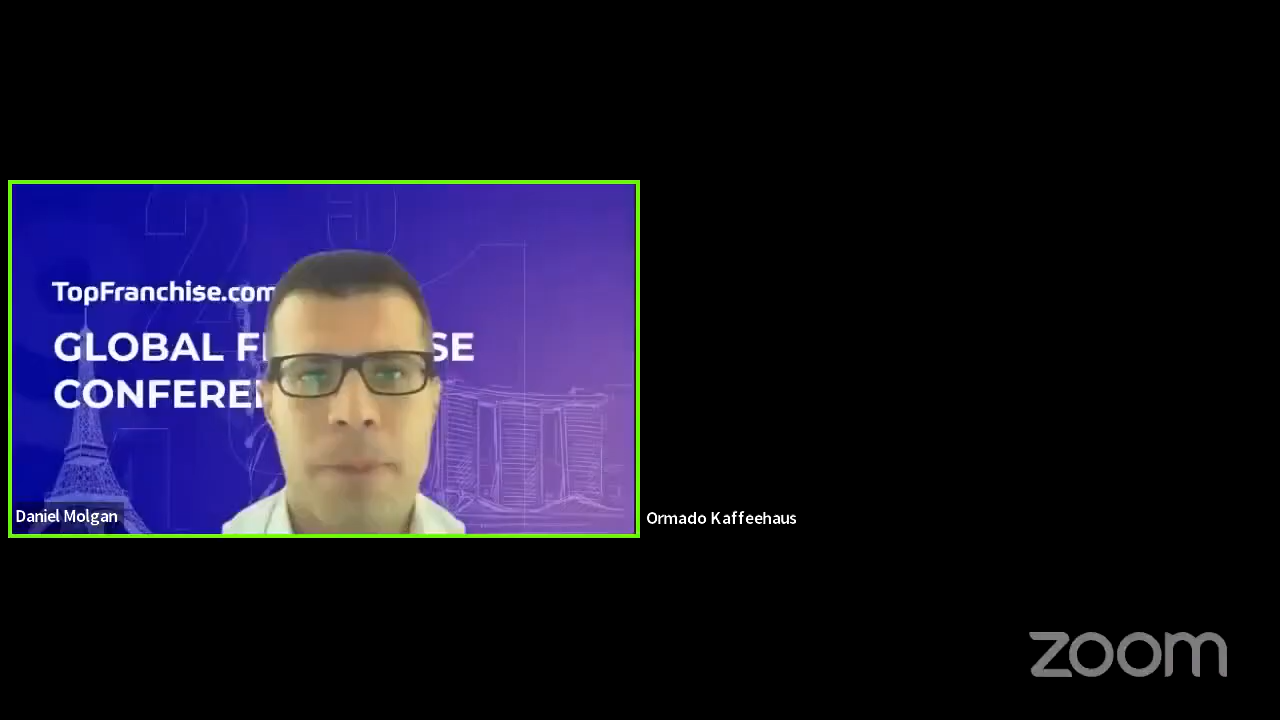 TopFranchise.com
GLOBAL F SE
CONFERE
Daniel Molgan
Ormado Kaffeehaus
zoom